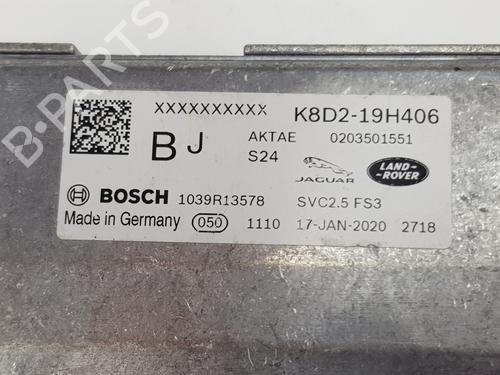 XXXXXXXXXX K8D2-19H406
BJ AKTAE 0203501551
S24 JAGUAR LAND-ROVER
BOSCH 1039R13578 SVC2.5 FS3
Made in Germany 050 1110 17-JAN-2020 2718
B-PARTS